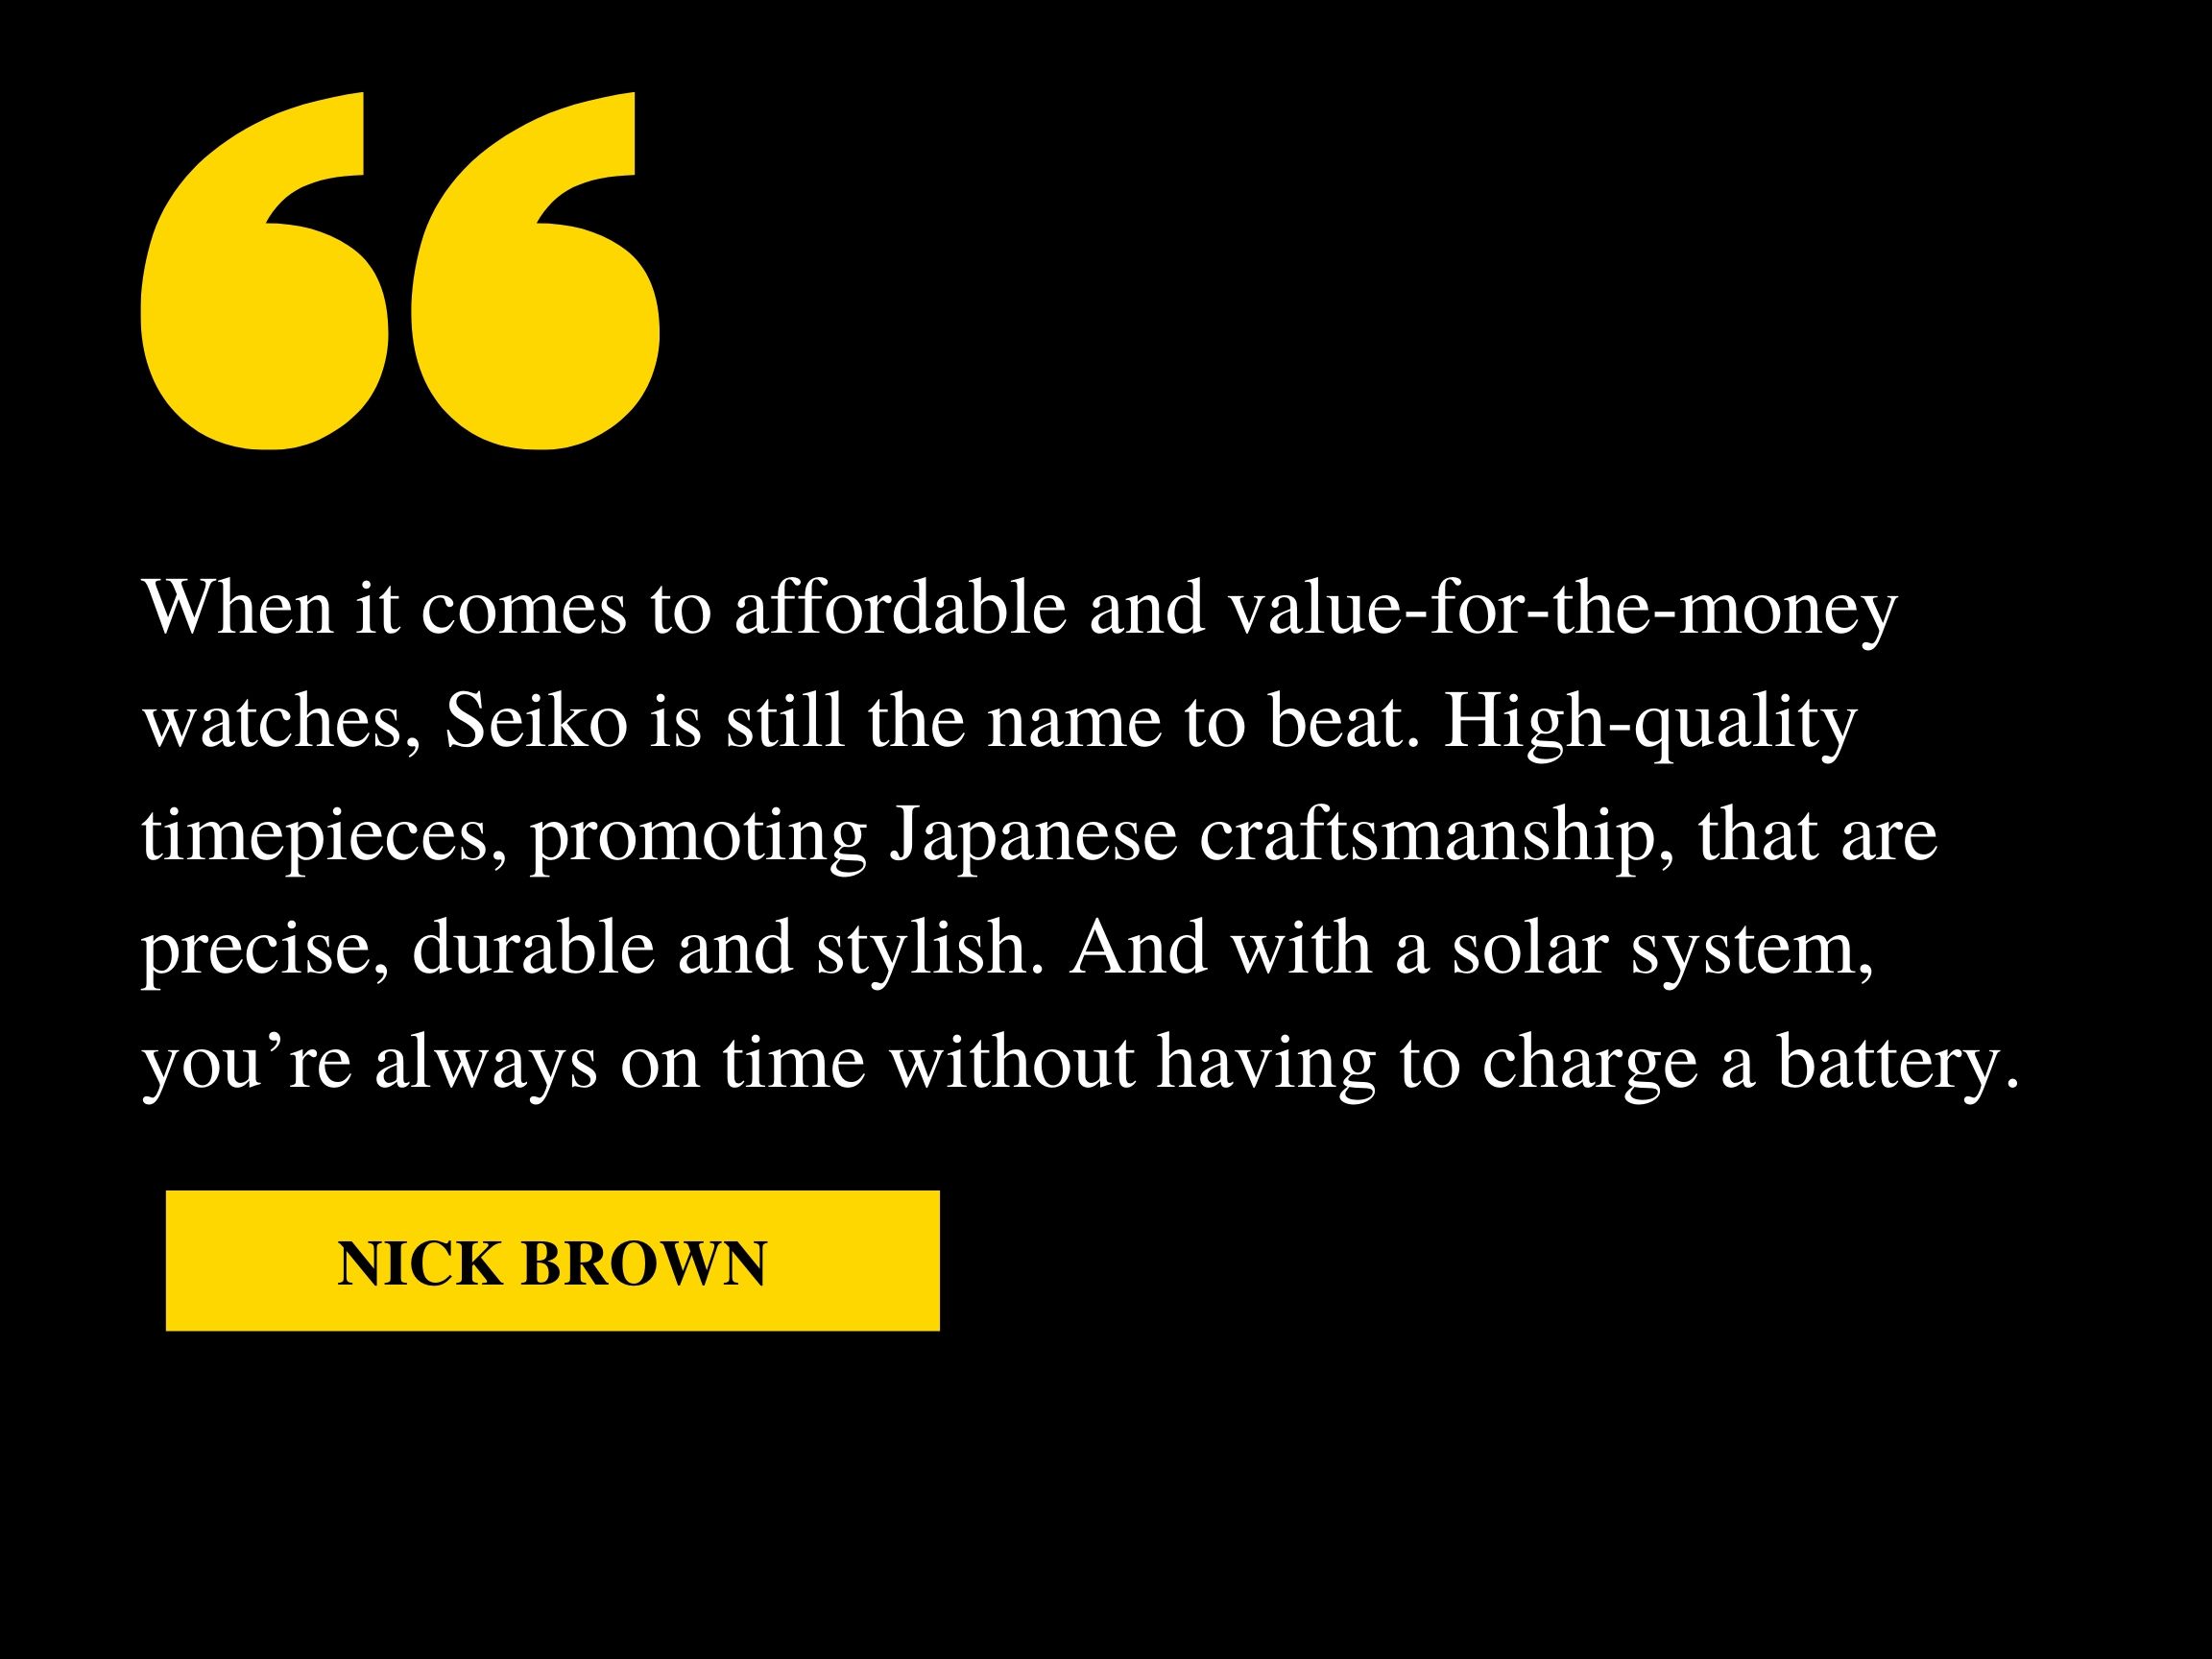 “
When it comes to affordable and value-for-the-money
watches, Seiko is still the name to beat. High-quality
timepieces, promoting Japanese craftsmanship, that are
precise, durable and stylish. And with a solar system,
you’re always on time without having to charge a battery.
NICK BROWN